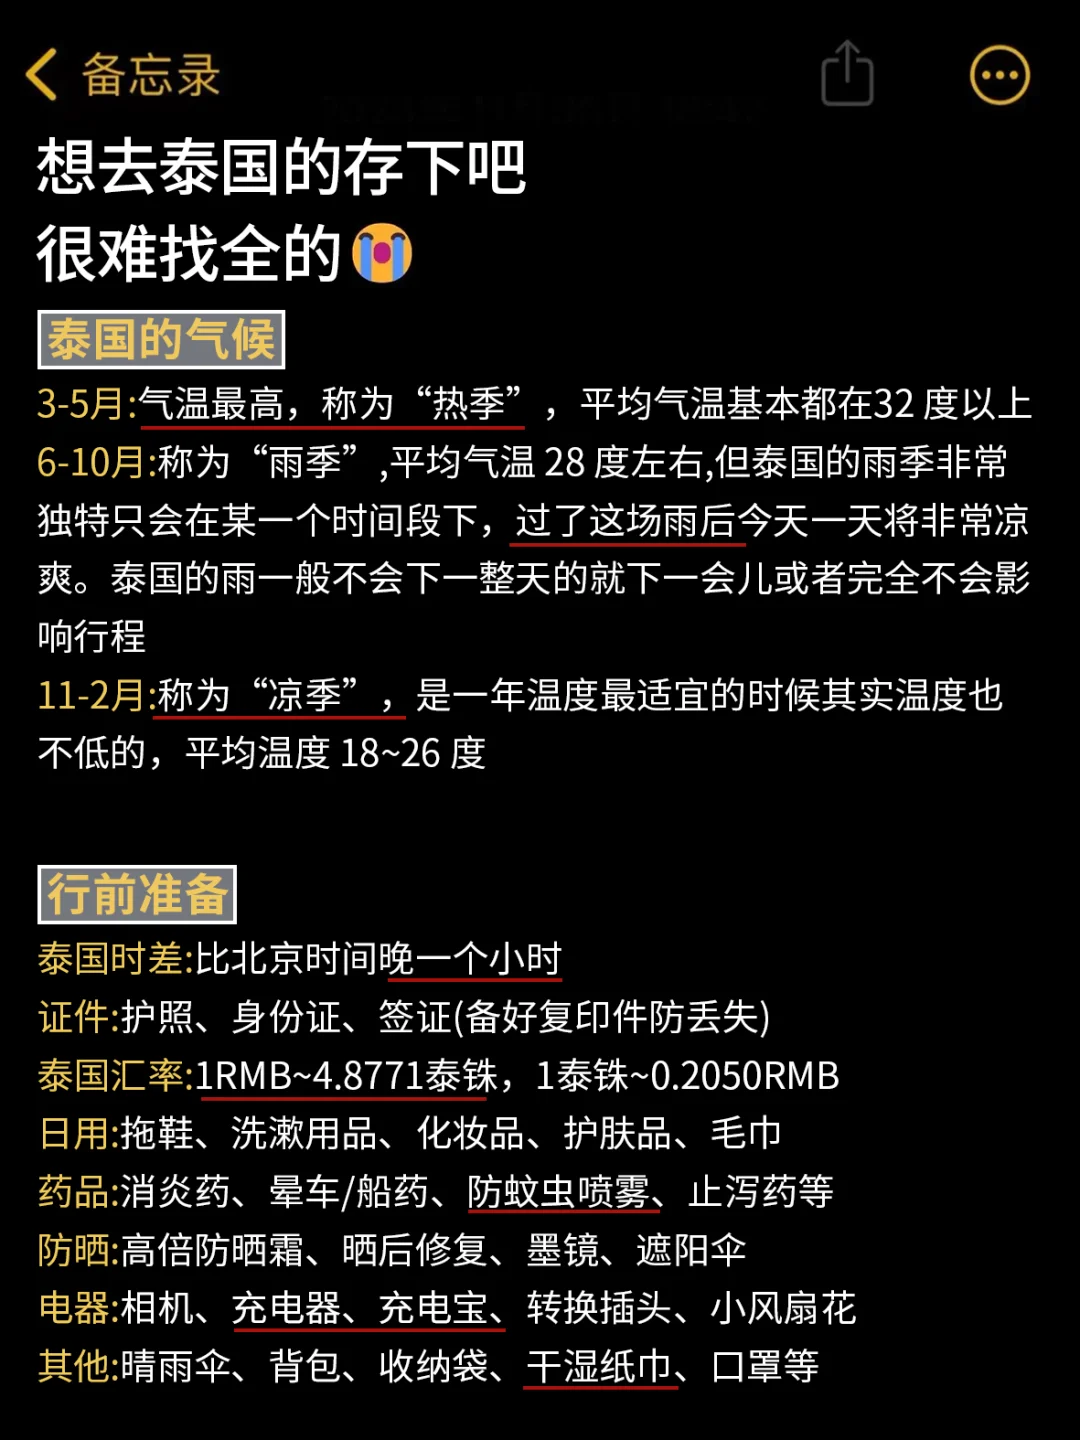 备忘录
想去泰国的存下吧
很难找全的😭
泰国的气候
3-5月:气温最高，称为“热季”，平均气温基本都在32 度以上
6-10月:称为“雨季”,平均气温 28 度左右,但泰国的雨季非常
独特只会在某一个时间段下，过了这场雨后今天一天将非常凉
爽。泰国的雨一般不会下一整天的就下一会儿或者完全不会影
响行程
11-2月:称为“凉季”，是一年温度最适宜的时候其实温度也
不低的，平均温度 18~26 度
行前准备
泰国时差:比北京时间晚一个小时
证件:护照、身份证、签证(备好复印件防丢失)
泰国汇率:1RMB~4.8771泰铢，1泰铢~0.2050RMB
日用:拖鞋、洗漱用品、化妆品、护肤品、毛巾
药品:消炎药、晕车/船药、防蚊虫喷雾、止泻药等
防晒:高倍防晒霜、晒后修复、墨镜、遮阳伞
电器:相机、充电器、充电宝、转换插头、小风扇花
其他:晴雨伞、背包、收纳袋、干湿纸巾、口罩等